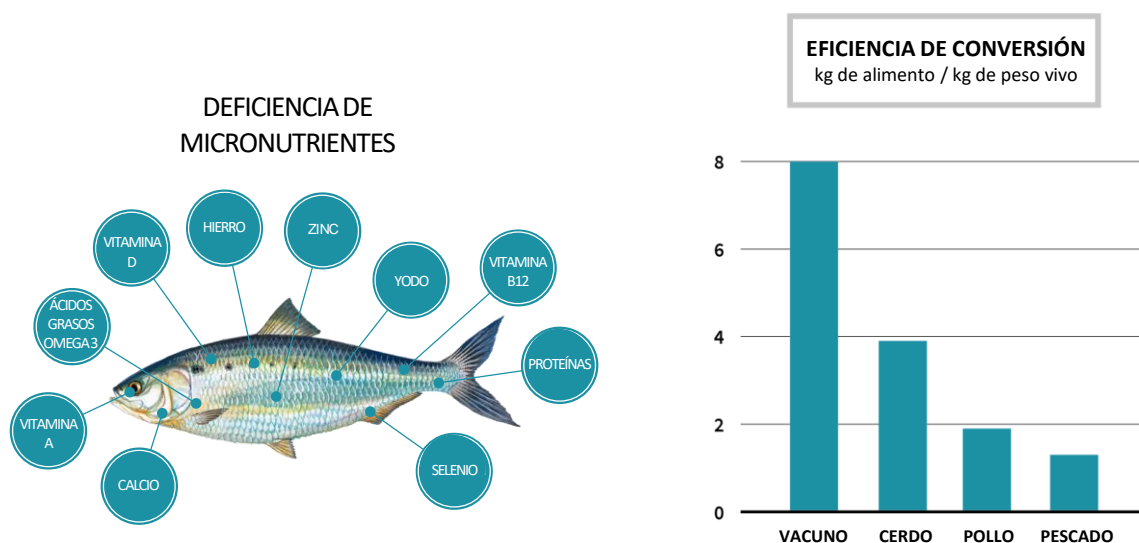 DEFICIENCIA DE
MICRONUTRIENTES
VITAMINA
D
HIERRO
ZINC
YODO
VITAMINA
B12
ÁCIDOS
GRASOS
OMEGA 3
PROTEÍNAS
VITAMINA
A
CALCIO
SELENIO
EFICIENCIA DE CONVERSIÓN
kg de alimento / kg de peso vivo
8
6
4
2
0
VACUNO
CERDO
POLLO
PESCADO